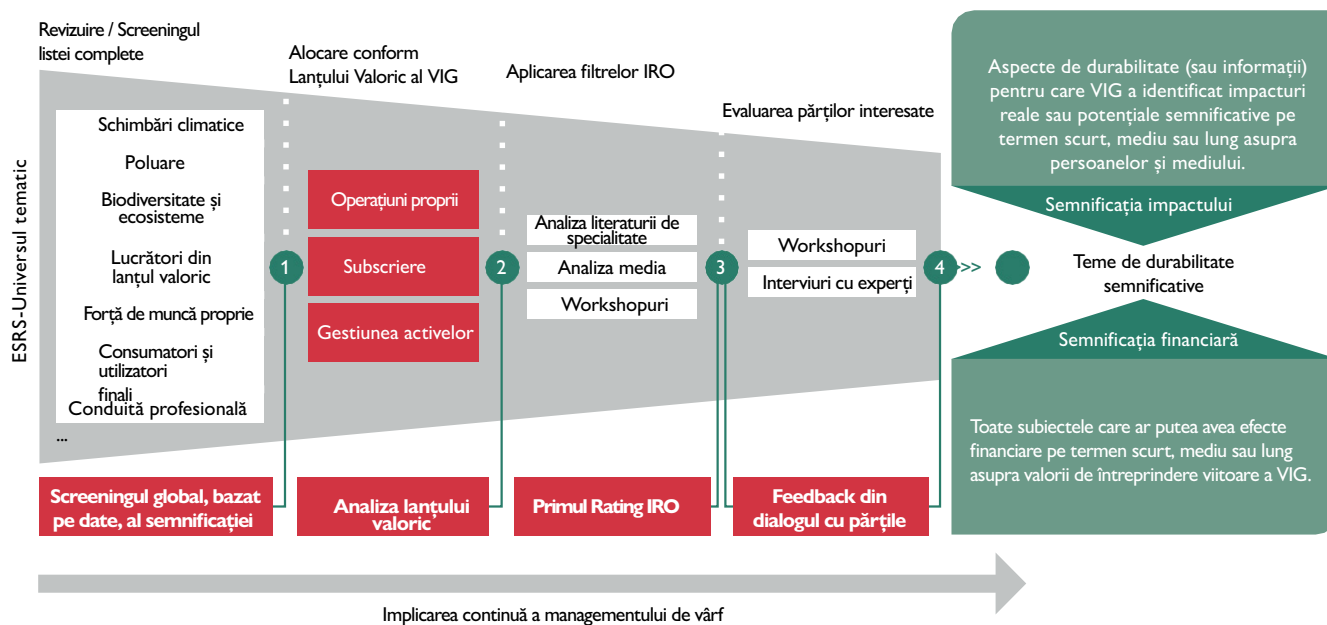 Revizuire / Screeningul
listei complete
Alocare conform
Lanțului Valoric al VIG
Aplicarea filtrelor IRO
Evaluarea părților interesate
ESRS-Universul tematic
Schimbări climatice
Poluare
Biodiversitate și
ecosisteme
Lucrători din
lanțul valoric
Forță de muncă proprie
Consumatori și
utilizatori
finali
Conduită profesională
...
1
Operațiuni proprii
Subscriere
Gestiunea activelor
2
Analiza literaturii de
specialitate
Analiza media
Workshopuri
3
Workshopuri
Interviuri cu experți
4
>>
Aspecte de durabilitate (sau informații)
pentru care VIG a identificat impacturi
reale sau potențiale semnificative pe
termen scurt, mediu sau lung asupra
persoanelor și mediului.
Semnificația impactului
Teme de durabilitate
semnificative
Semnificația financiară
Toate subiectele care ar putea avea efecte
financiare pe termen scurt, mediu sau lung
asupra valorii de întreprindere viitoare a VIG.
Screeningul global, bazat
pe date, al semnificației
Analiza lanțului
valoric
Primul Rating IRO
Feedback din
dialogul cu părțile
Implicarea continuă a managementului de vârf